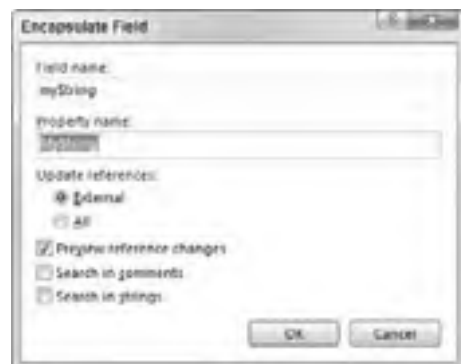 Encapsulate Field
Field name:
myString
Property name:
Update references:
External
All
Preview reference changes
Search in comments
Search in strings
OK
Cancel